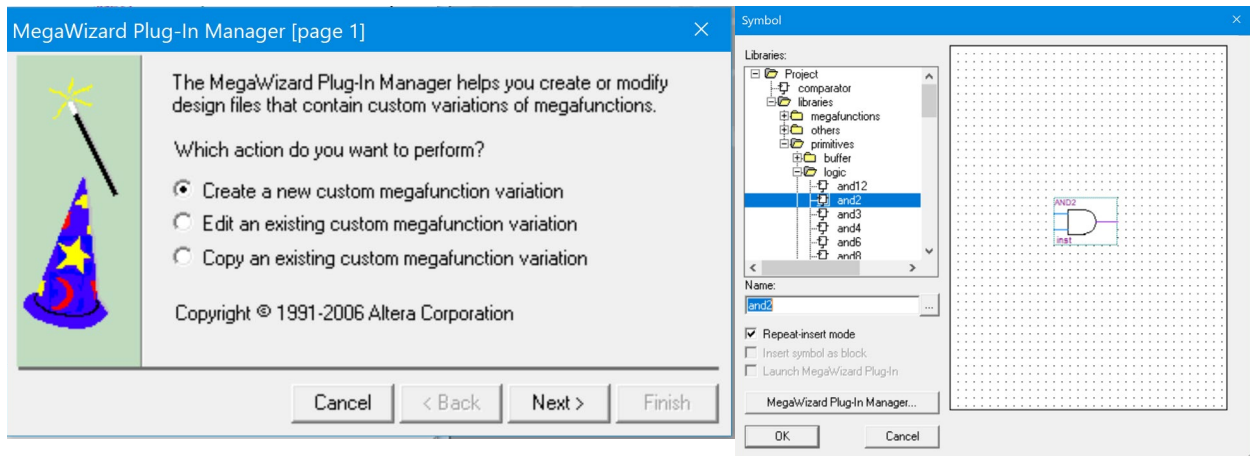 MegaWizard Plug-In Manager [page 1]
The MegaWizard Plug-In Manager helps you create or modify
design files that contain custom variations of megafunctions.
Which action do you want to perform?
Create a new custom megafunction variation
Edit an existing custom megafunction variation
Copy an existing custom megafunction variation
Copyright © 1991-2006 Altera Corporation
Cancel
< Back
Next >
Finish
Symbol
Libraries:
Project
comparator
libraries
megafunctions
others
primitives
buffer
logic
and12
and2
and3
and4
and6
and8
Name:
and2
...
Repeat-insert mode
Insert symbol as block
Launch MegaWizard Plug-In
MegaWizard Plug-In Manager...
OK
Cancel
AND2
inst